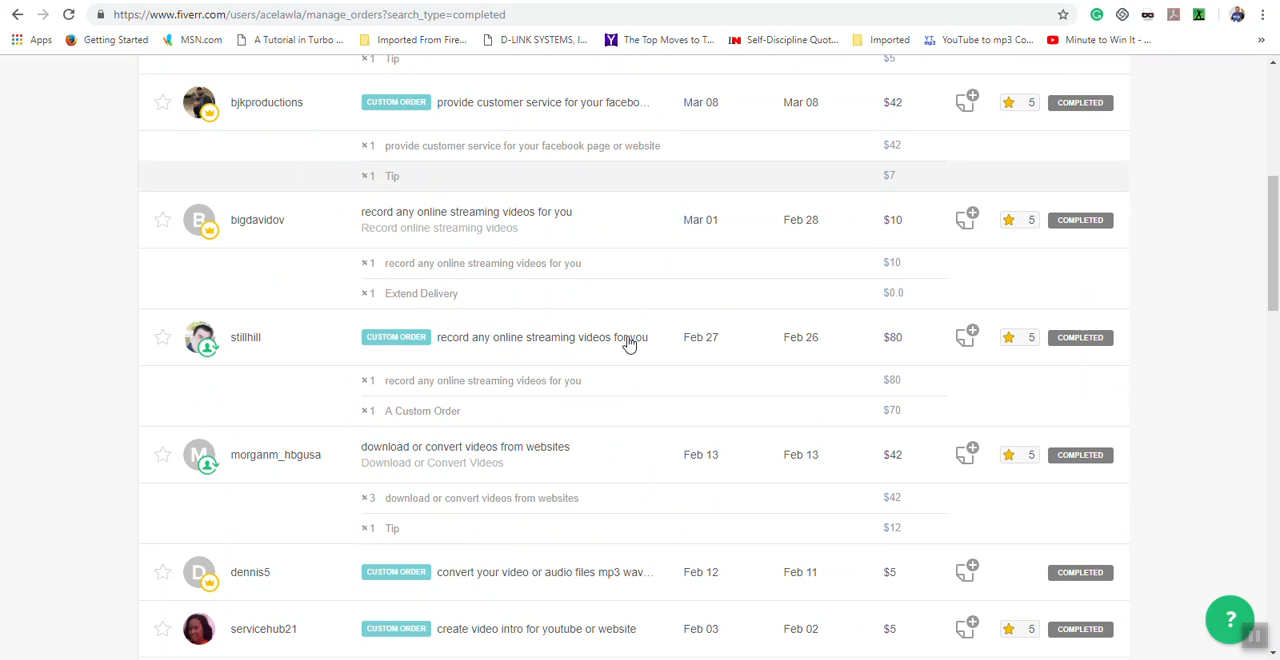 https://www.fiverr.com/users/acelawla/manage_orders?search_type=completed
Apps Getting Started MSN.com A Tutorial in Turbo ... Imported From Fire... D-LINK SYSTEMS, I... The Top Moves to T... Self-Discipline Quot... Imported YouTube to mp3 Co... Minute to Win It - ... »
× 1 Tip $5
bjkproductions CUSTOM ORDER provide customer service for your facebo... Mar 08 Mar 08 $42 5 COMPLETED
× 1 provide customer service for your facebook page or website $42
× 1 Tip $7
B bigdavidov record any online streaming videos for you Mar 01 Feb 28 $10 5 COMPLETED
Record online streaming videos
× 1 record any online streaming videos for you $10
× 1 Extend Delivery $0.0
stillhill CUSTOM ORDER record any online streaming videos for you Feb 27 Feb 26 $80 5 COMPLETED
× 1 record any online streaming videos for you $80
× 1 A Custom Order $70
M morganm_hbgusa download or convert videos from websites Feb 13 Feb 13 $42 5 COMPLETED
Download or Convert Videos
× 3 download or convert videos from websites $42
× 1 Tip $12
D dennis5 CUSTOM ORDER convert your video or audio files mp3 wav... Feb 12 Feb 11 $5 COMPLETED
servicehub21 CUSTOM ORDER create video intro for youtube or website Feb 03 Feb 02 $5 5 COMPLETED
?